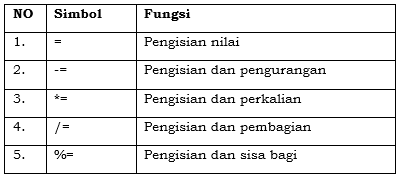 NO Simbol Fungsi
1. = Pengisian nilai
2. -= Pengisian dan pengurangan
3. *= Pengisian dan perkalian
4. /= Pengisian dan pembagian
5. %= Pengisian dan sisa bagi